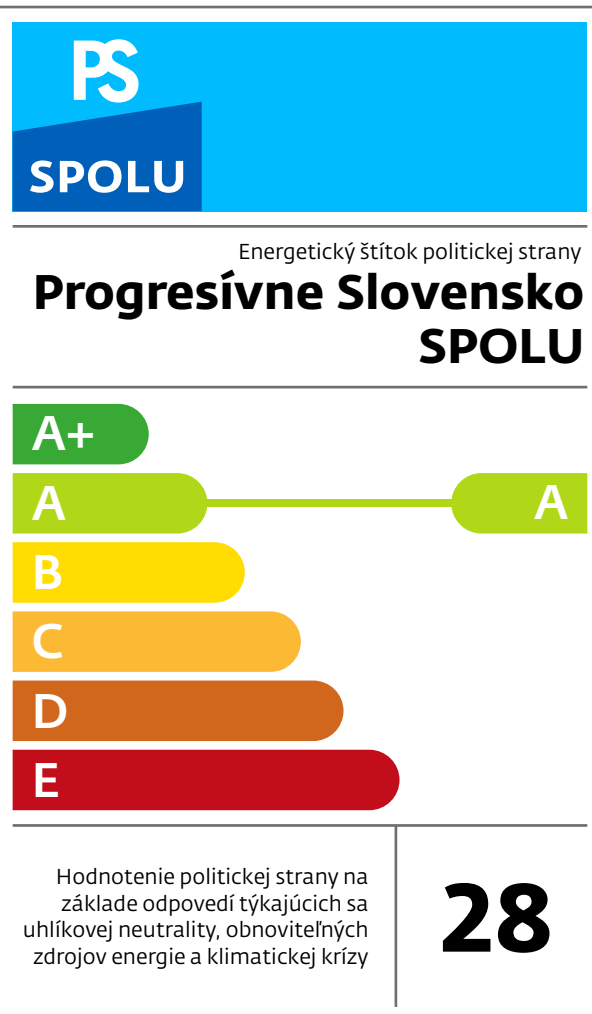 PS
SPOLU
Energetický štítok politickej strany
Progresívne Slovensko
SPOLU
A+
A
A
B
C
D
E
Hodnotenie politickej strany na
základe odpovedí týkajúcich sa
uhlíkovej neutrality, obnoviteľných
zdrojov energie a klimatickej krízy
28